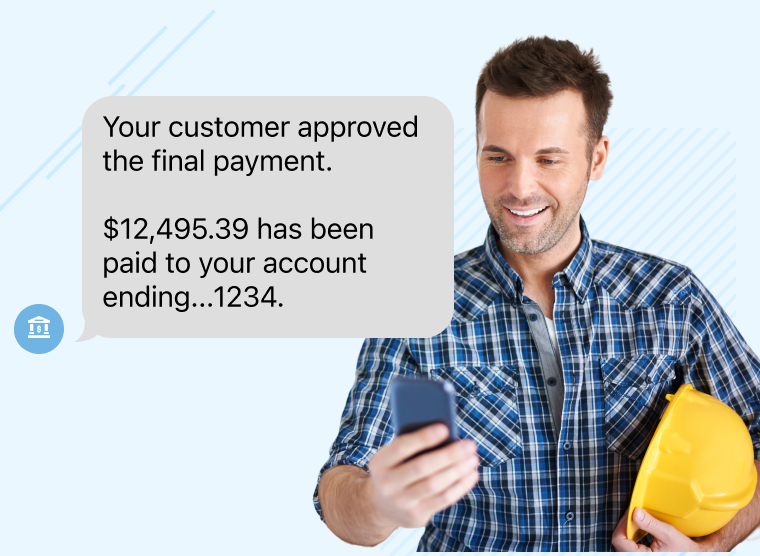 Your customer approved
the final payment.
$12,495.39 has been
paid to your account
ending...1234.